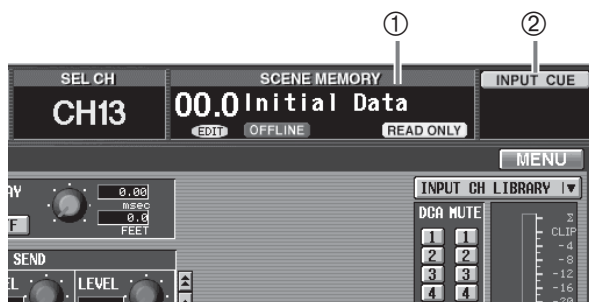 ① ②
SEL CH SCENE MEMORY INPUT CUE
CH13 00.0 Initial Data
EDIT OFFLINE READ ONLY
MENU
0.00
msec
0.0
FEET
INPUT CH LIBRARY
DCA MUTE
1 1
2 2
3 3
4 4
Σ
CLIP
-4
-8
-12
-16
-20
SEND
LEVEL